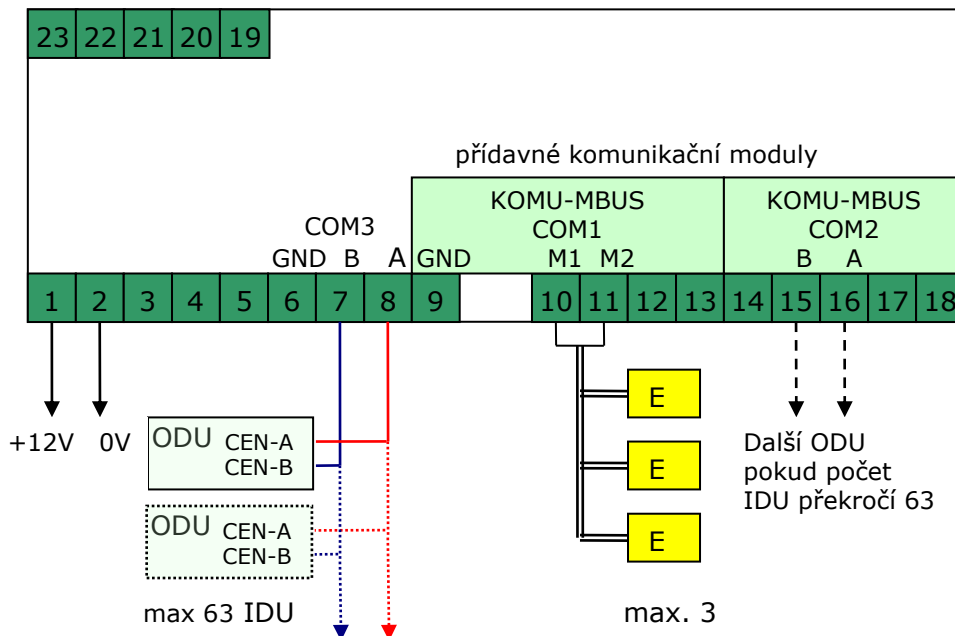 23 22 21 20 19
přídavné komunikační moduly
KOMU-MBUS
COM1
KOMU-MBUS
COM2
COM3
GND B A GND M1 M2 B A
1 2 3 4 5 6 7 8 9 10 11 12 13 14 15 16 17 18
+12V 0V
ODU CEN-A
CEN-B
ODU CEN-A
CEN-B
max 63 IDU
E
E
E
max. 3
Další ODU
pokud počet
IDU překročí 63